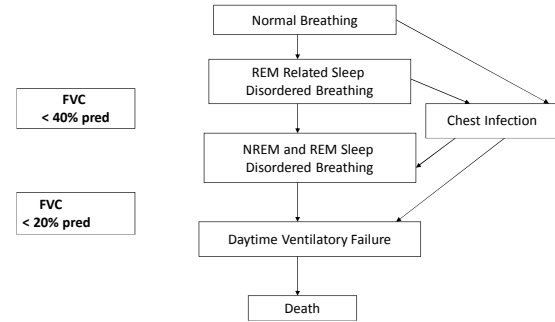 Normal Breathing
REM Related Sleep
Disordered Breathing
FVC
< 40% pred
Chest Infection
NREM and REM Sleep
Disordered Breathing
FVC
< 20% pred
Daytime Ventilatory Failure
Death